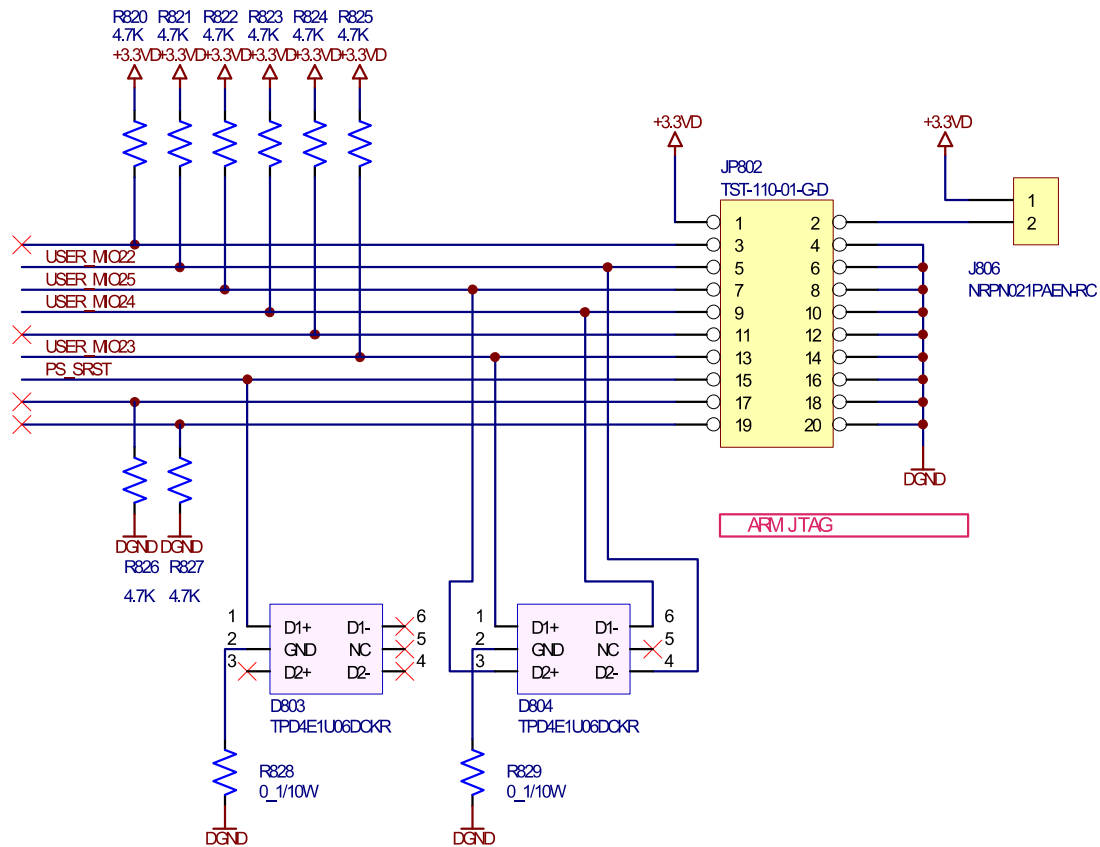 R820 R821 R822 R823 R824 R825
4.7K 4.7K 4.7K 4.7K 4.7K 4.7K
+3.3VD +3.3VD +3.3VD +3.3VD +3.3VD +3.3VD
+3.3VD +3.3VD
JP802
TST-110-01-G-D
1 2
3 4
5 6
7 8
9 10
11 12
13 14
15 16
17 18
19 20
1
2
J806
NRPN021PAEN-RC
USER_MIO22
USER_MIO25
USER_MIO24
USER_MIO23
PS_SRST
DGND
ARM JTAG
DGND DGND
R826 R827
4.7K 4.7K
1 D1+ D1- 6
2 GND NC 5
3 D2+ D2- 4
D803
TPD4E1U06DCKR
1 D1+ D1- 6
2 GND NC 5
3 D2+ D2- 4
D804
TPD4E1U06DCKR
R828
0_1/10W
R829
0_1/10W
DGND DGND